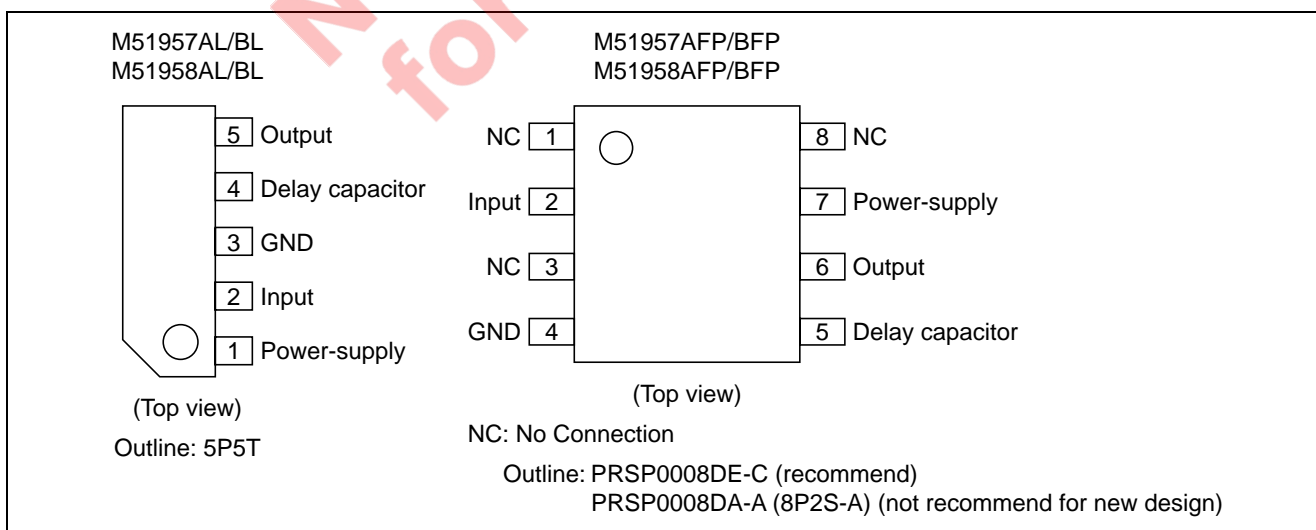 M51957AL/BL
M51958AL/BL
5 Output
4 Delay capacitor
3 GND
2 Input
1 Power-supply
(Top view)
Outline: 5P5T
M51957AFP/BFP
M51958AFP/BFP
NC 1
Input 2
NC 3
GND 4
8 NC
7 Power-supply
6 Output
5 Delay capacitor
(Top view)
NC: No Connection
Outline: PRSP0008DE-C (recommend)
PRSP0008DA-A (8P2S-A) (not recommend for new design)
for